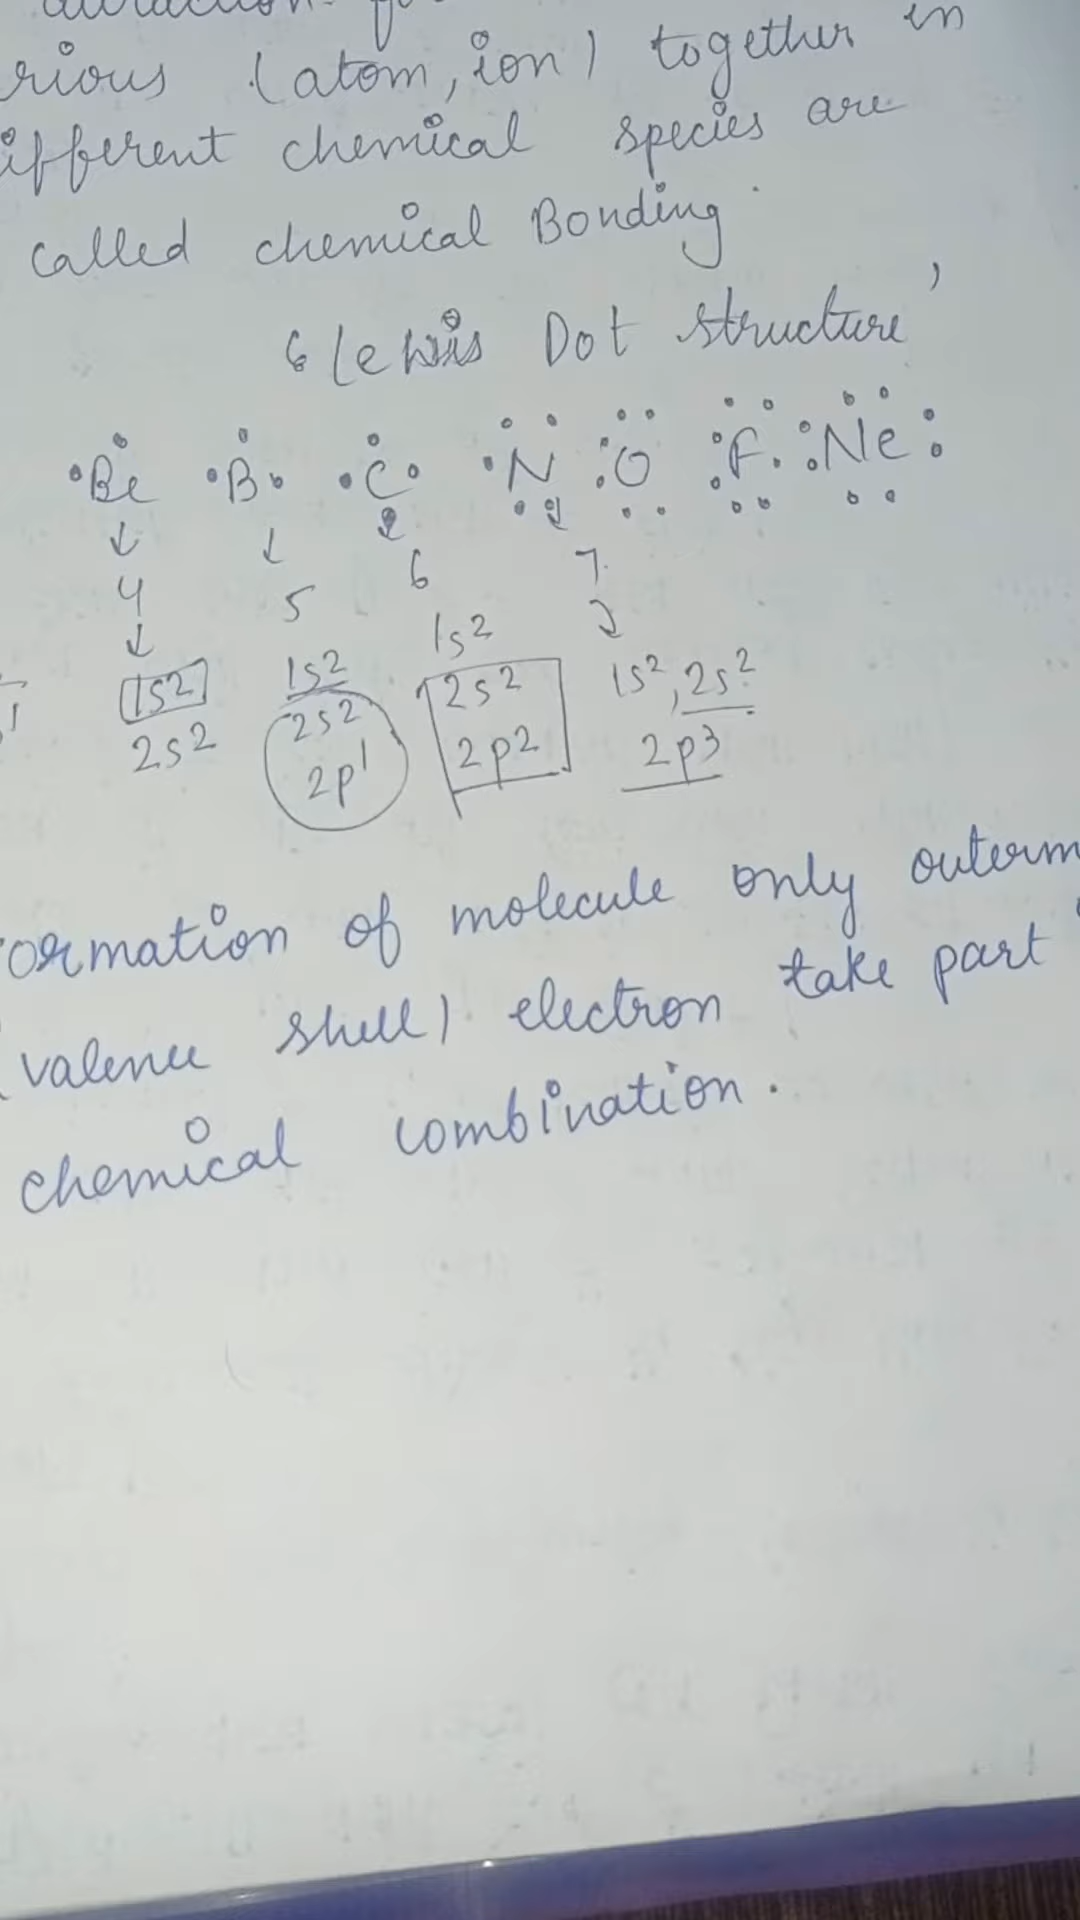 rious (atom, ion) together in
ifferent chemical species are
called chemical Bonding.
Lewis Dot structure
Be B C N O F Ne
4 5 6 7
1s2 1s2 1s2 1s2, 2s2
2s2 2s2 2s2 2p3
2p1 2p2
ormation of molecule only outerm
valence shell) electron take part
chemical combination.